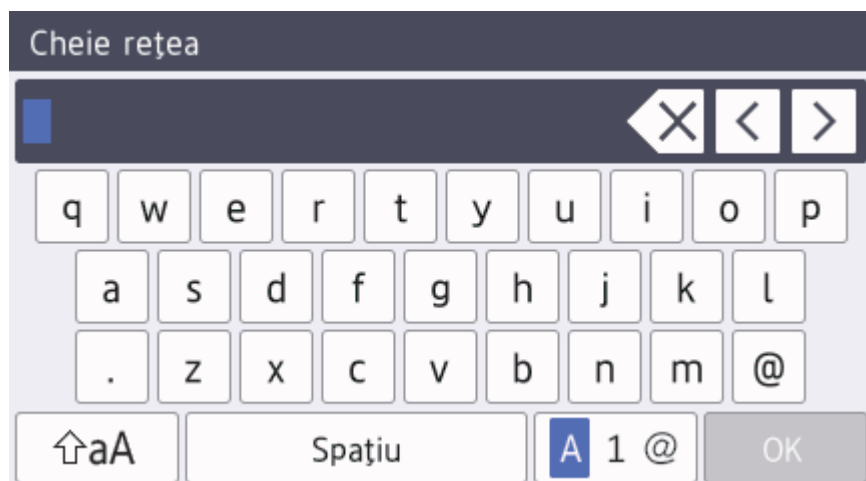 Cheie rețea
q w e r t y u i o p
a s d f g h j k l
. z x c v b n m @
aA Spațiu A 1 @ OK